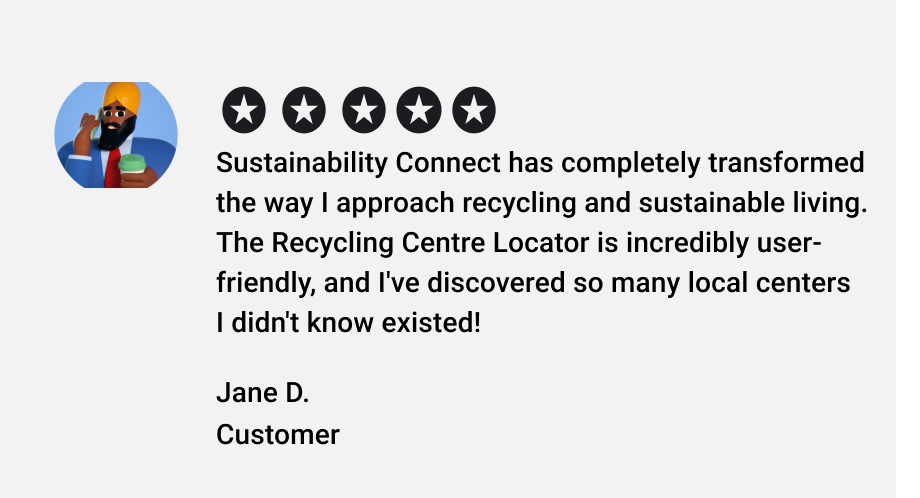 Sustainability Connect has completely transformed
the way I approach recycling and sustainable living.
The Recycling Centre Locator is incredibly user-
friendly, and I've discovered so many local centers
I didn't know existed!
Jane D.
Customer